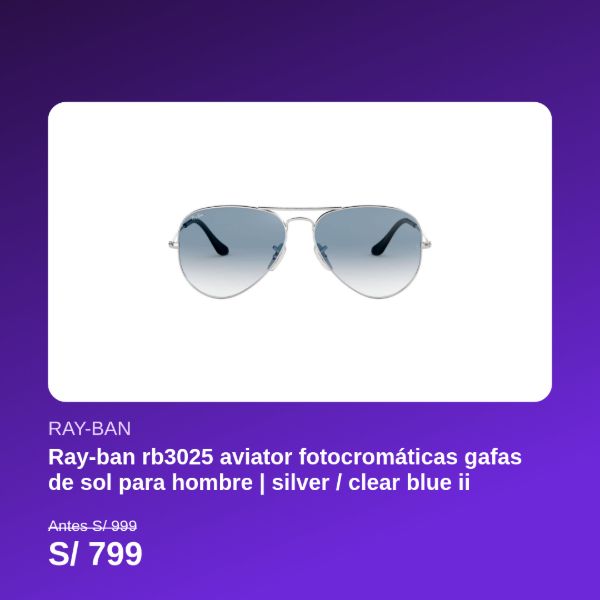 RAY-BAN
Ray-ban rb3025 aviator fotocromáticas gafas
de sol para hombre | silver / clear blue ii
Antes S/ 999
S/ 799